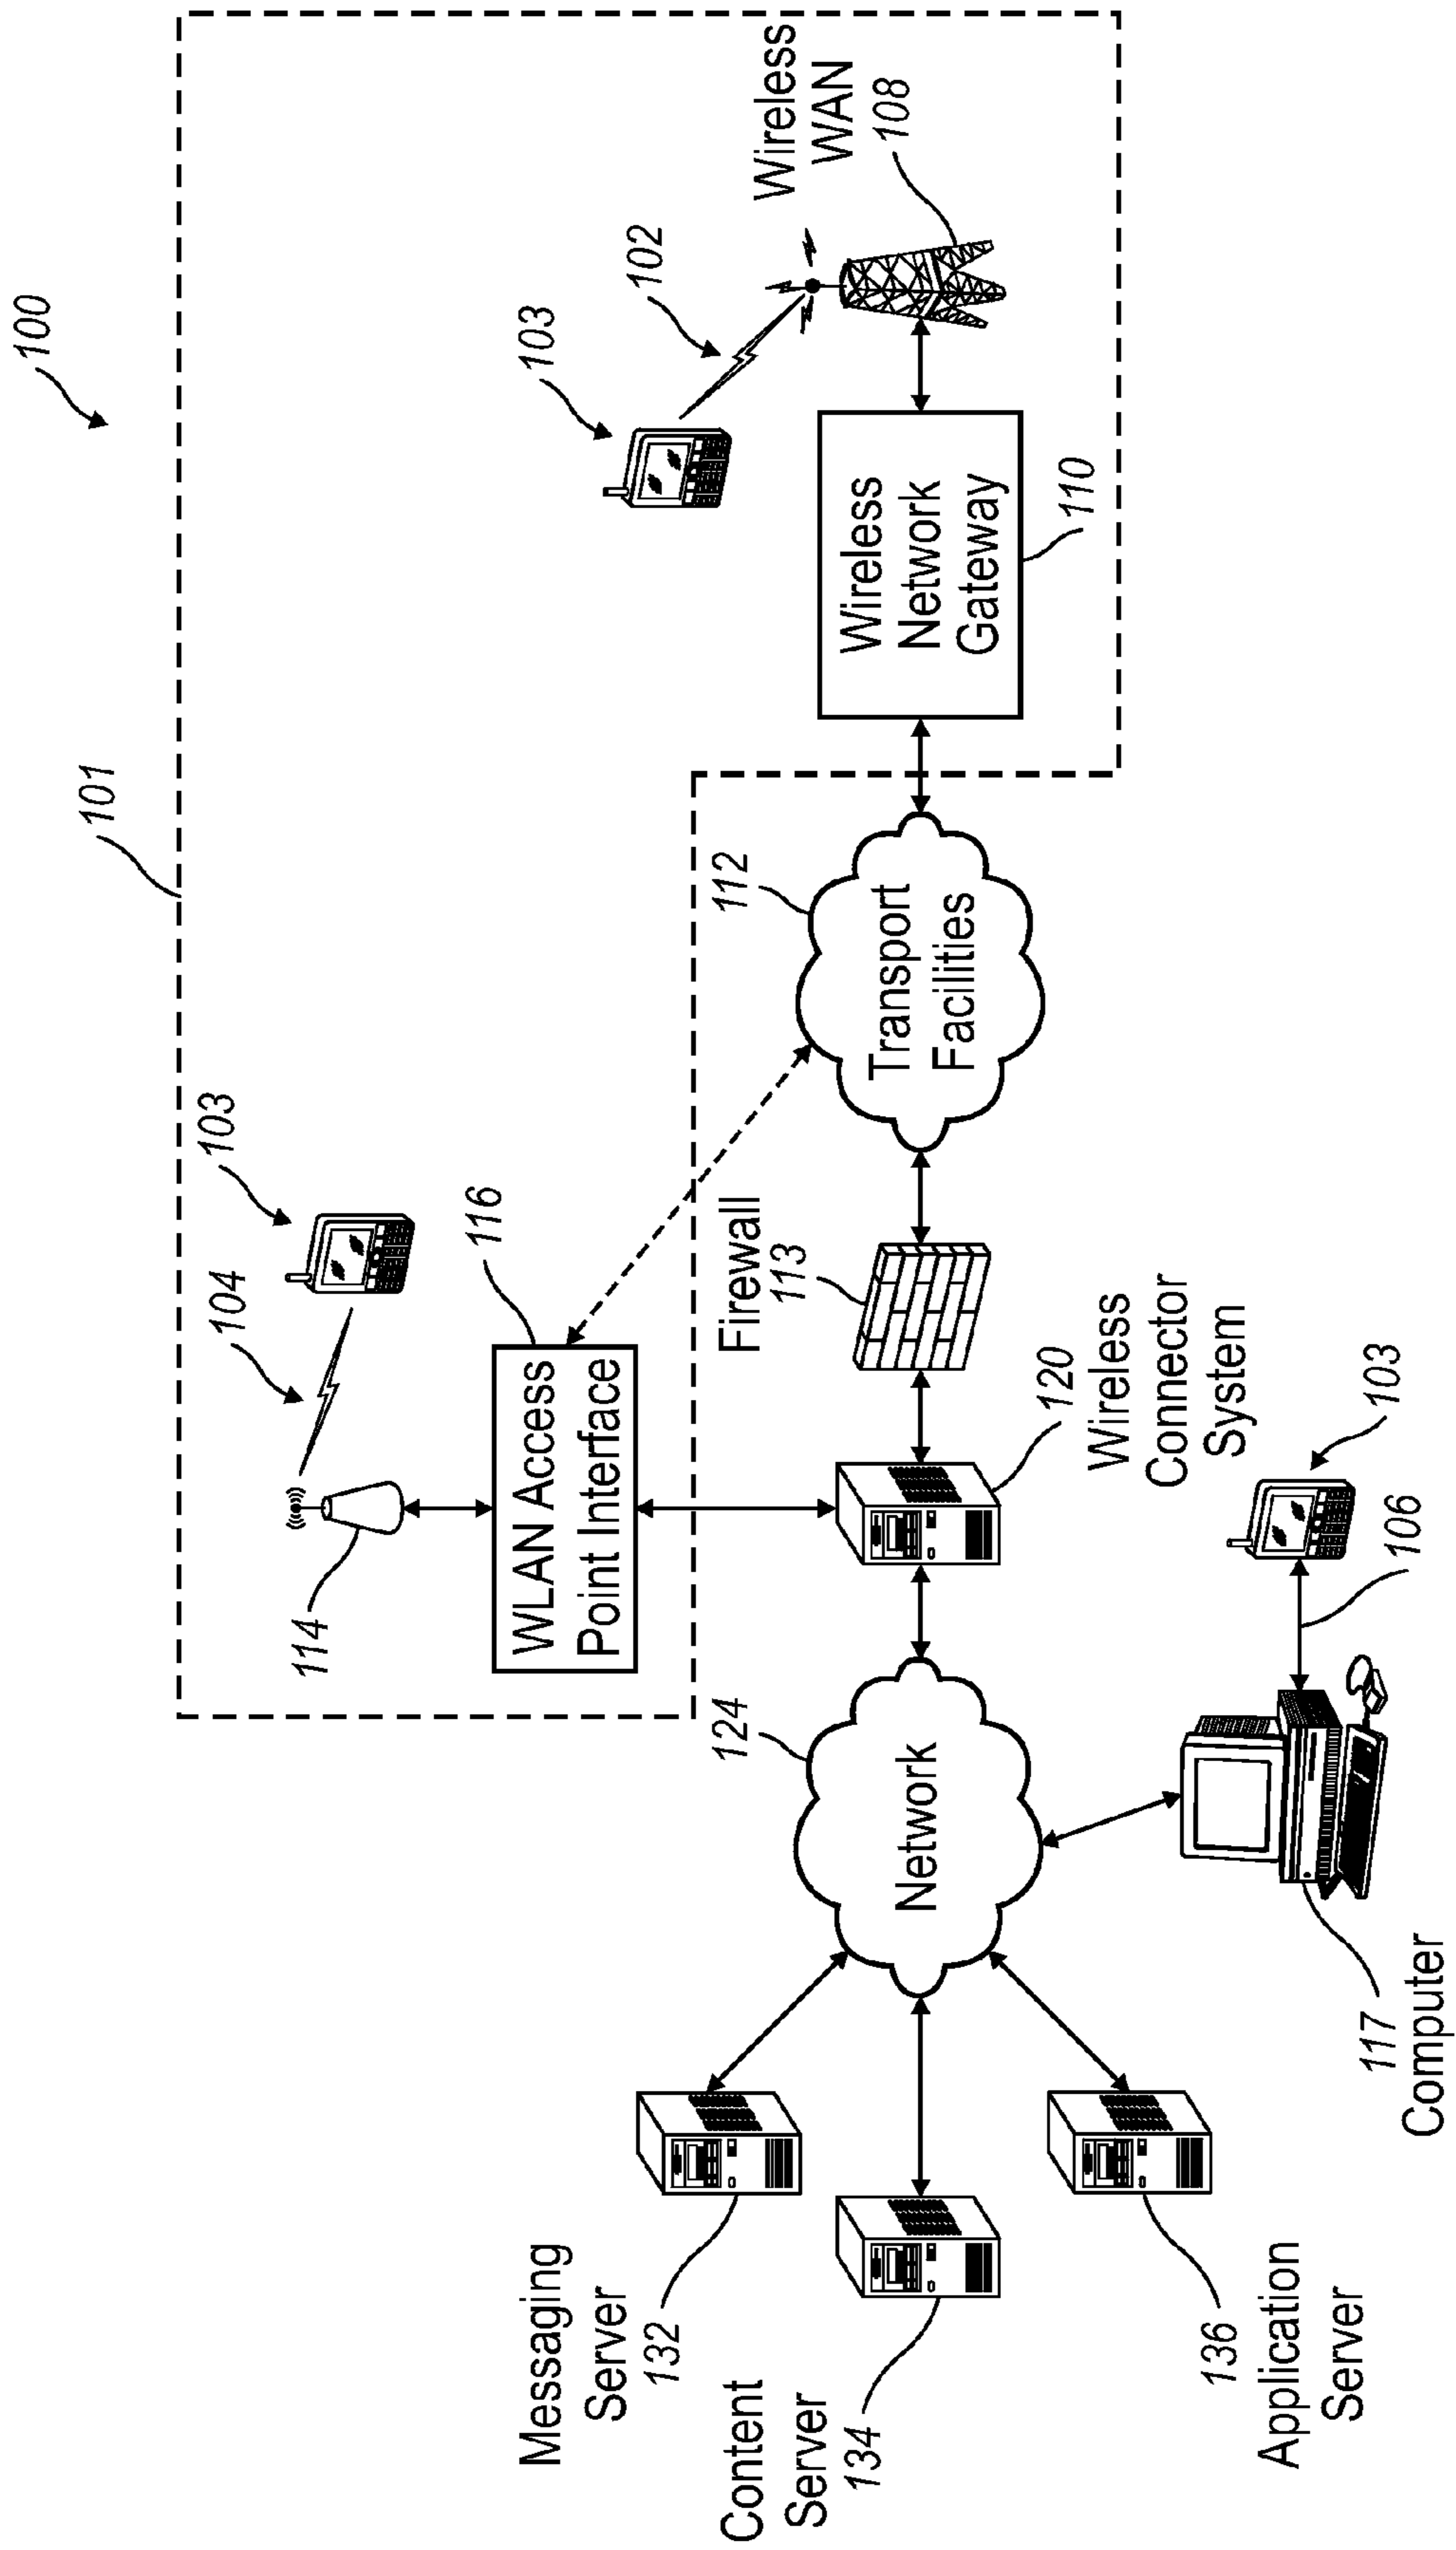 100
101
104
103
114
WLAN Access
Point Interface
116
103
102
Wireless
WAN
108
Messaging
Server
132
Content
Server
134
136
Application
Server
124
Network
Firewall
113
112
Transport
Facilities
Wireless
Network
Gateway
110
120
Wireless
Connector
System
117
Computer
106
103